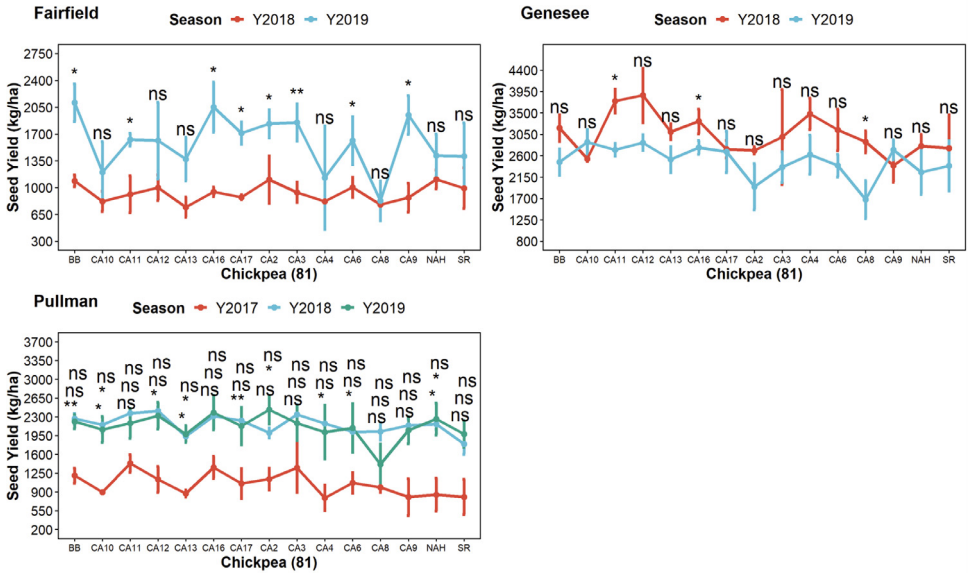 Fairfield
Season Y2018 Y2019
Seed Yield (kg/ha)
2750
2400
2050
1700
1350
1000
650
300
* * ns * * * ** * * ns
BB CA10 CA11 CA12 CA13 CA16 CA17 CA2 CA3 CA4 CA6 CA8 CA9 NAH SR
ns ns ns ns ns
Chickpea (81)
Genesee
Season Y2018 Y2019
Seed Yield (kg/ha)
4400
3950
3500
3050
2600
2150
1700
1250
800
ns ns * ns ns * ns ns ns ns ns * ns ns ns
BB CA10 CA11 CA12 CA13 CA16 CA17 CA2 CA3 CA4 CA6 CA8 CA9 NAH SR
Chickpea (81)
Pullman
Season Y2017 Y2018 Y2019
Seed Yield (kg/ha)
3700
3350
3000
2650
2300
1950
1600
1250
900
550
200
ns ns ns ns ns ns ns ns ns ns ns ns ns ns ns
ns * ns ns * ns ns * ns * ns ns ns * ns
** * ns * * ns ** ns ns * * ns ns * ns
BB CA10 CA11 CA12 CA13 CA16 CA17 CA2 CA3 CA4 CA6 CA8 CA9 NAH SR
Chickpea (81)